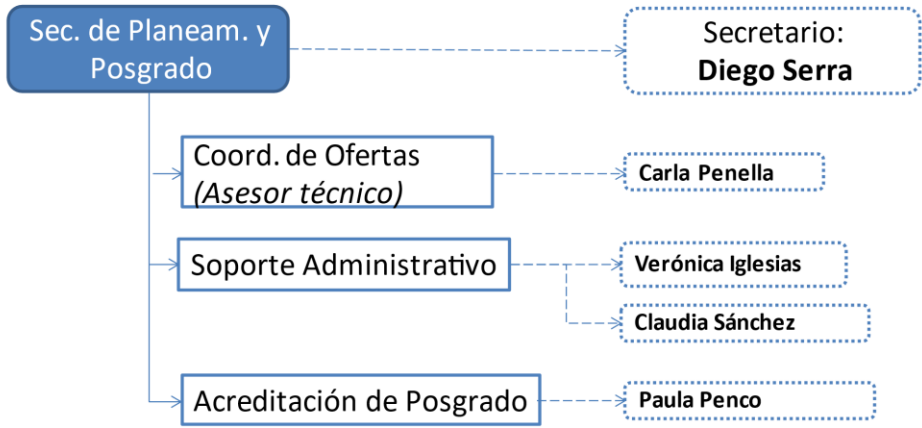 Sec. de Planeam. y
Posgrado
Secretario:
Diego Serra
Coord. de Ofertas
(Asesor técnico)
Carla Penella
Soporte Administrativo
Verónica Iglesias
Claudia Sánchez
Acreditación de Posgrado
Paula Penco